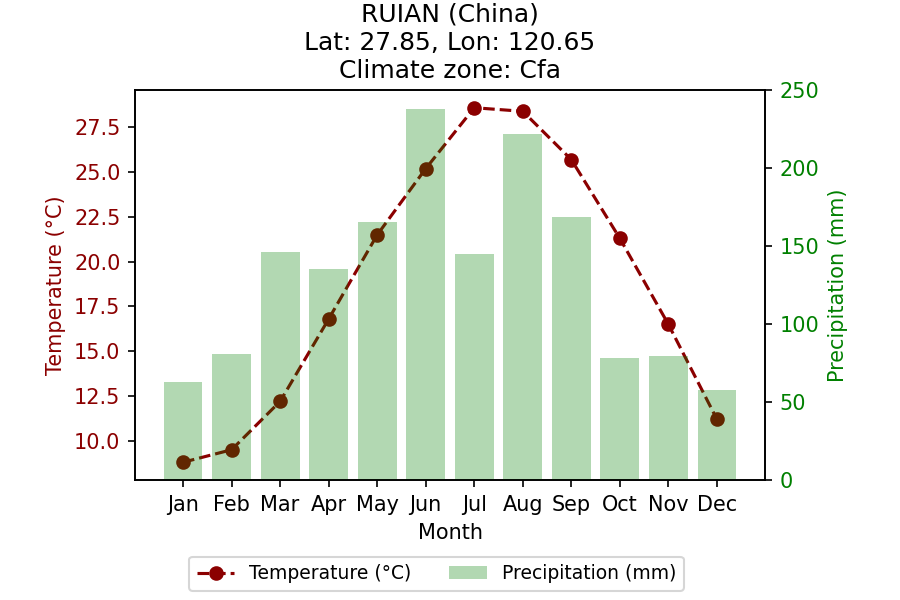 RUIAN (China)
Lat: 27.85, Lon: 120.65
Climate zone: Cfa
Temperature (°C)
27.5
25.0
22.5
20.0
17.5
15.0
12.5
10.0
250
200
150
100
50
0
Precipitation (mm)
Jan Feb Mar Apr May Jun Jul Aug Sep Oct Nov Dec
Month
Temperature (°C) Precipitation (mm)